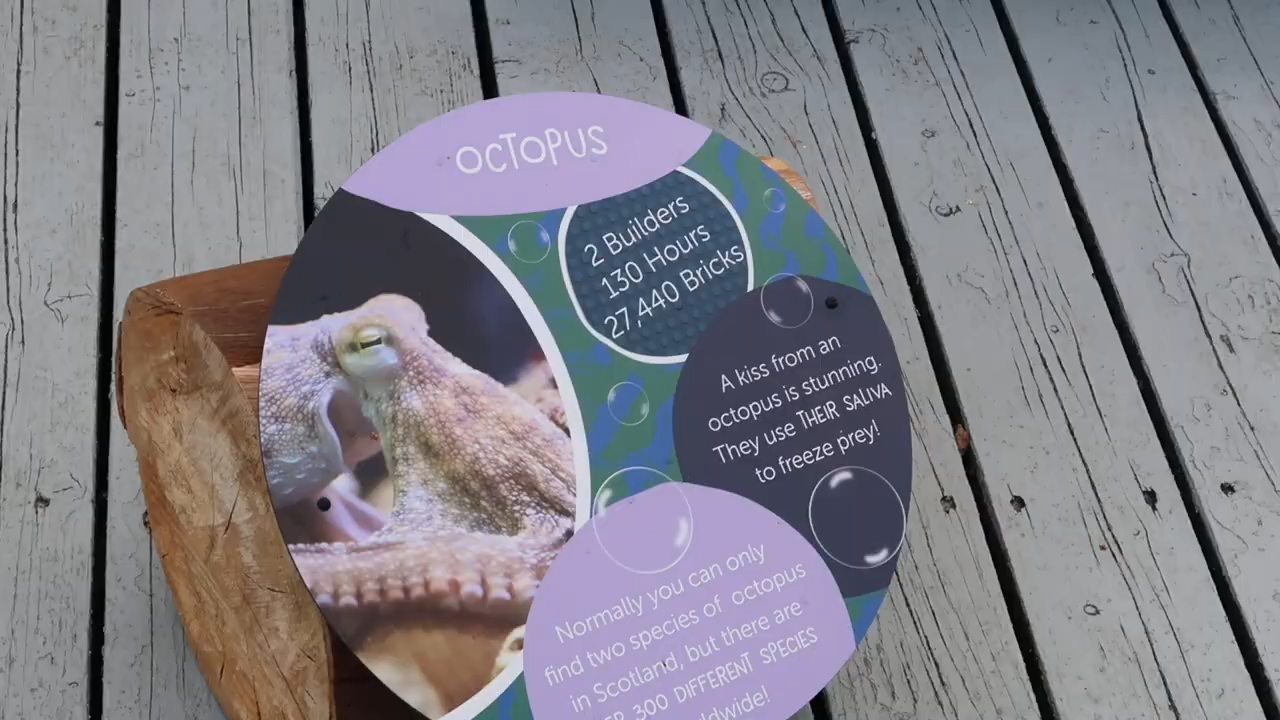 OCTOPUS
2 Builders
130 Hours
27,440 Bricks
A kiss from an
octopus is stunning.
They use THEIR SALIVA
to freeze prey!
Normally you can only
find two species of octopus
in Scotland, but there are
300 DIFFERENT SPECIES